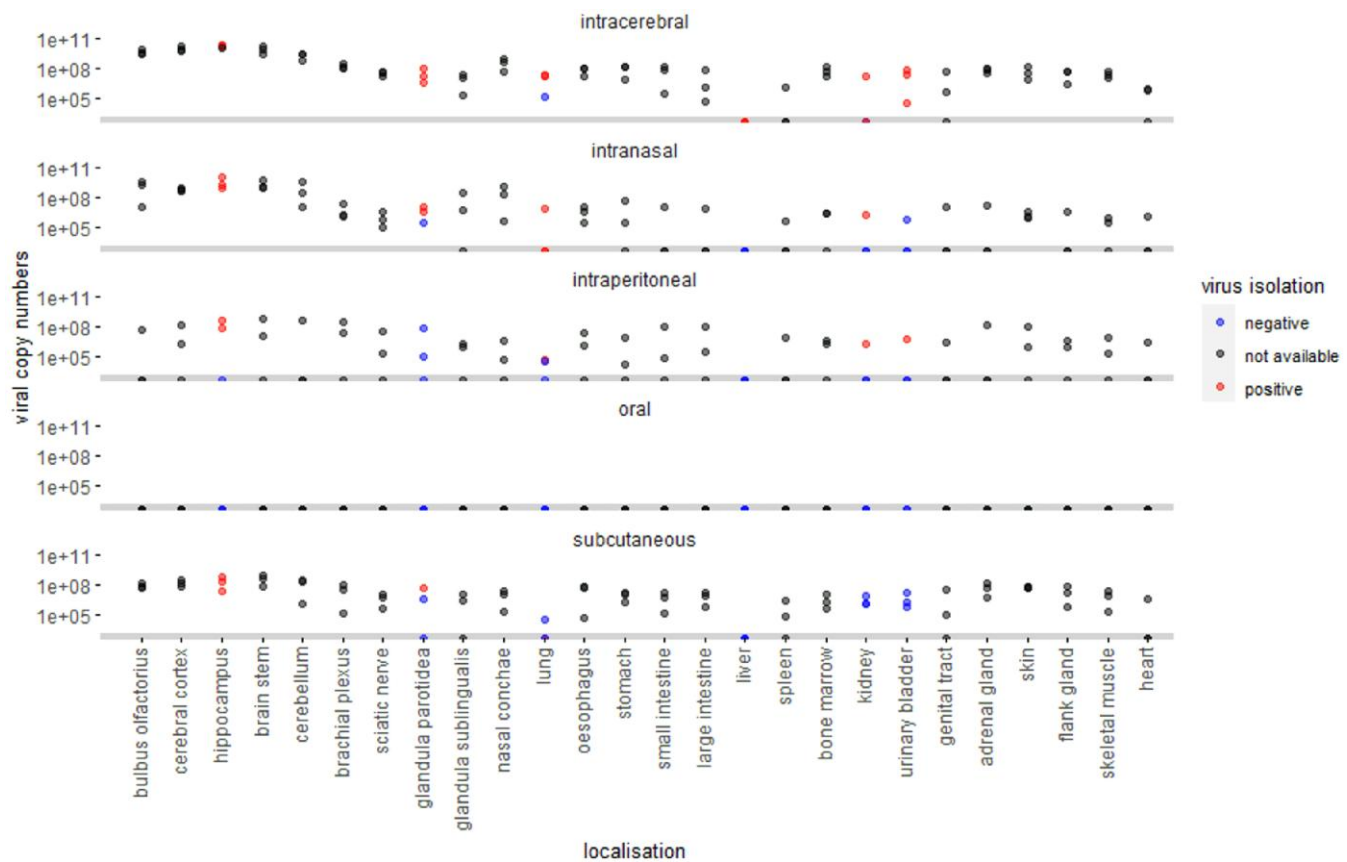 intracerebral
1e+11
1e+08
1e+05
intranasal
1e+11
1e+08
1e+05
intraperitoneal
1e+11
1e+08
1e+05
oral
1e+11
1e+08
1e+05
subcutaneous
1e+11
1e+08
1e+05
viral copy numbers
bulbus olfactorius
cerebral cortex
hippocampus
brain stem
cerebellum
brachial plexus
sciatic nerve
glandula parotidea
glandula sublingualis
nasal conchae
lung
oesophagus
stomach
small intestine
large intestine
liver
spleen
bone marrow
kidney
urinary bladder
genital tract
adrenal gland
skin
flank gland
skeletal muscle
heart
localisation
virus isolation
negative
not available
positive